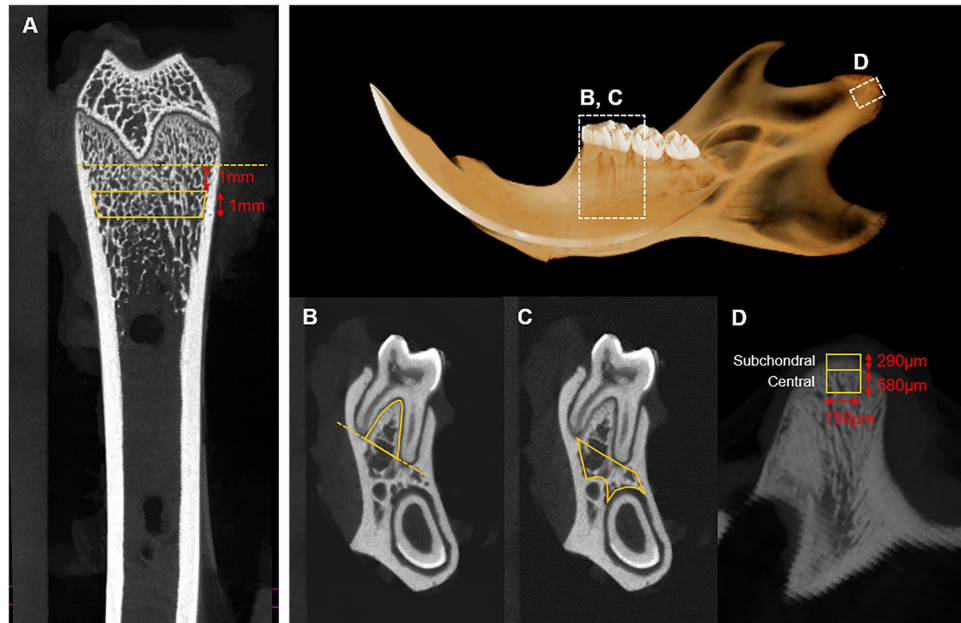 A
1mm
1mm
B, C
D
B
C
D
Subchondral
290µm
Central
580µm
750µm